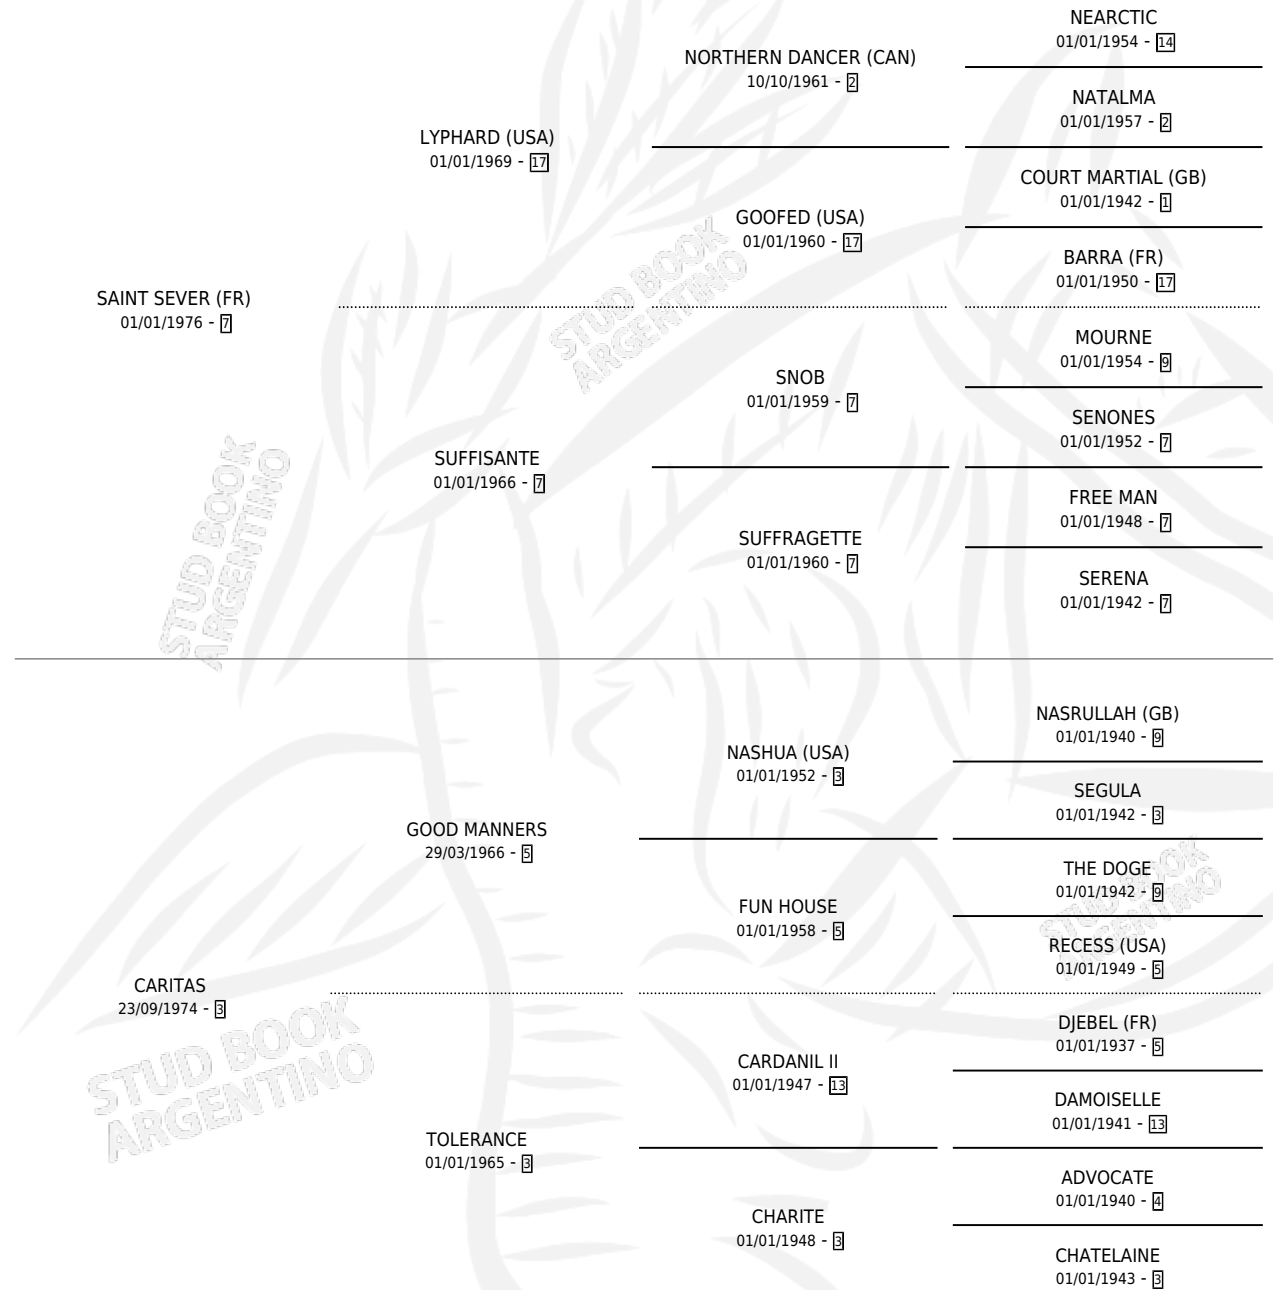 NEARCTIC
01/01/1954 - 14
NORTHERN DANCER (CAN)
10/10/1961 - 2
NATALMA
01/01/1957 - 2
LYPHARD (USA)
01/01/1969 - 17
COURT MARTIAL (GB)
01/01/1942 - 1
GOOFED (USA)
01/01/1960 - 17
BARRA (FR)
01/01/1950 - 17
SAINT SEVER (FR)
01/01/1976 - 7
STUD BOOK
ARGENTINO
MOURNE
01/01/1954 - 9
SNOB
01/01/1959 - 7
SENONES
01/01/1952 - 7
SUFFISANTE
01/01/1966 - 7
FREE MAN
01/01/1948 - 7
SUFFRAGETTE
01/01/1960 - 7
SERENA
01/01/1942 - 7
STUD BOOK
ARGENTINO
NASRULLAH (GB)
01/01/1940 - 9
NASHUA (USA)
01/01/1952 - 3
SEGULA
01/01/1942 - 3
GOOD MANNERS
29/03/1966 - 5
THE DOGE
01/01/1942 - 9
FUN HOUSE
01/01/1958 - 5
RECESS (USA)
01/01/1949 - 5
STUD BOOK
ARGENTINO
CARITAS
23/09/1974 - 3
DJEBEL (FR)
01/01/1937 - 5
CARDANIL II
01/01/1947 - 13
DAMOISELLE
01/01/1941 - 13
STUD BOOK
ARGENTINO
TOLERANCE
01/01/1965 - 3
ADVOCATE
01/01/1940 - 4
CHARITE
01/01/1948 - 3
CHATELAINE
01/01/1943 - 3